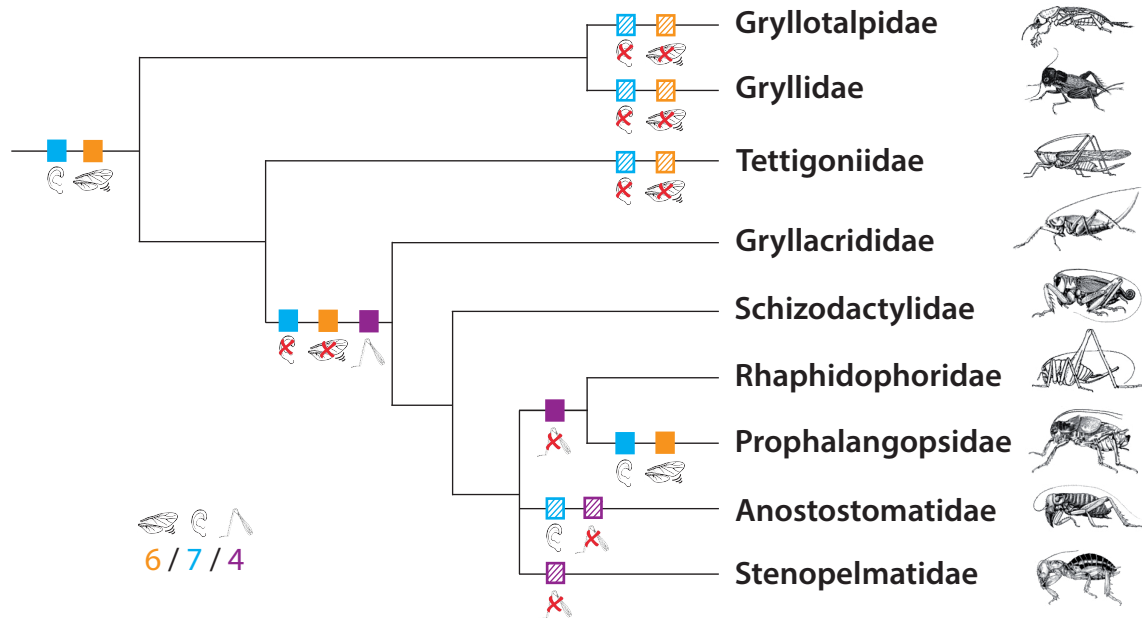 Gryllotalpidae
Gryllidae
Tettigoniidae
Gryllacrididae
Schizodactylidae
Rhaphidophoridae
Prophalangopsidae
Anostostomatidae
Stenopelmatidae
6 / 7 / 4